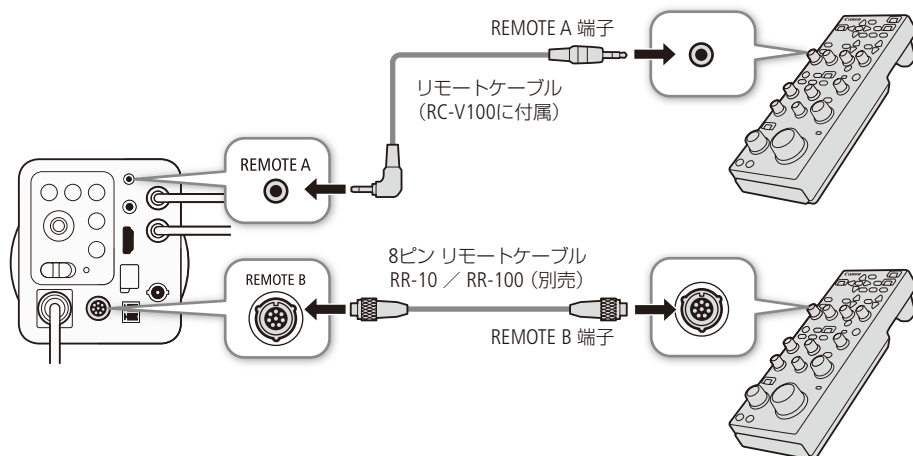 REMOTE A 端子
リモートケーブル
（RC-V100に付属）
REMOTE A
8ピン リモートケーブル
RR-10 ／ RR-100（別売）
REMOTE B
REMOTE B 端子
Canon
Canon